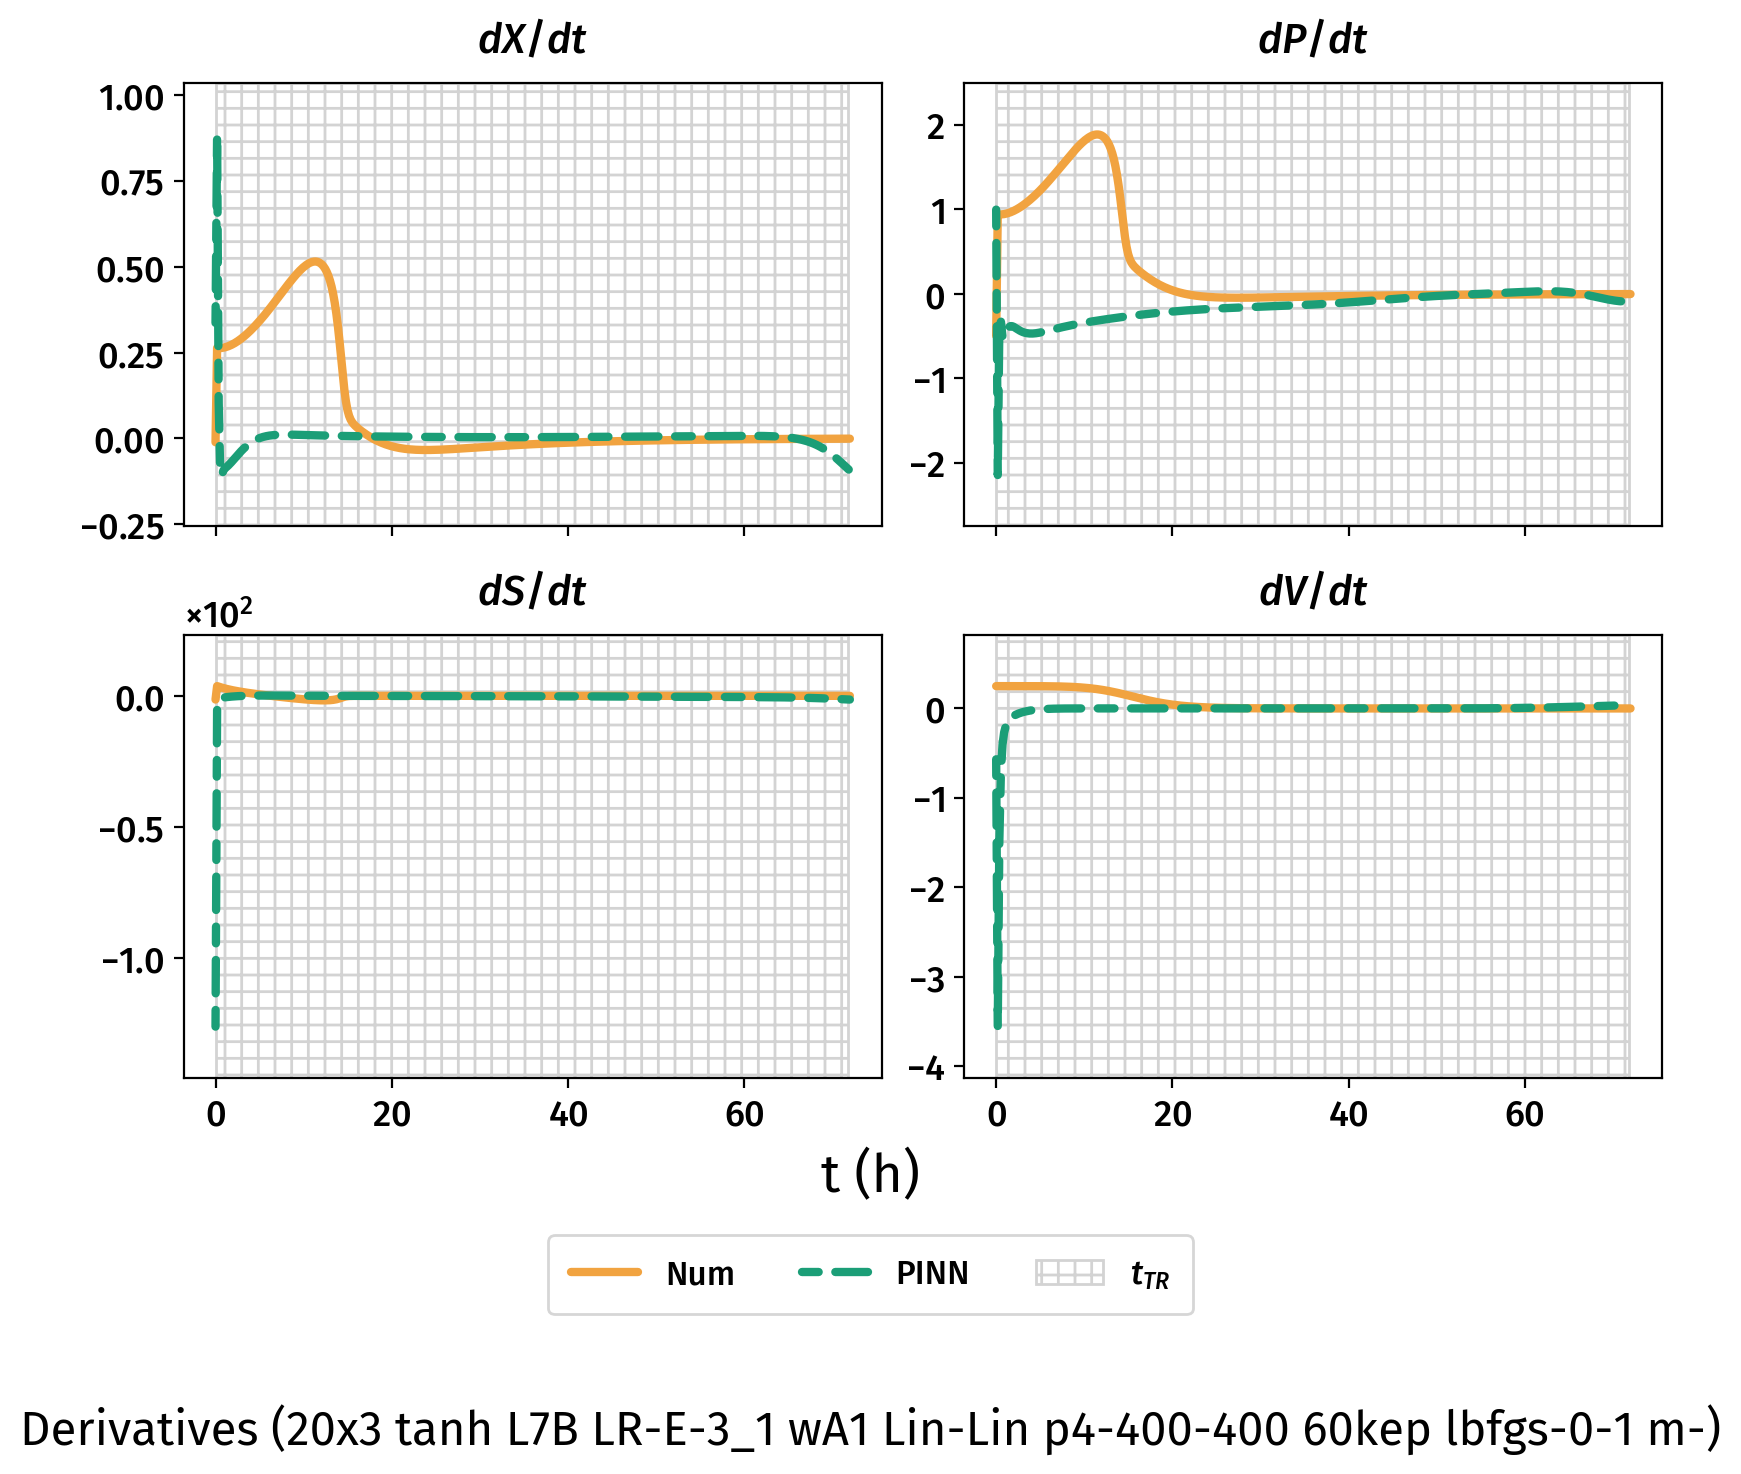 dX/dt
dP/dt
1.00
0.75
0.50
0.25
0.00
−0.25
2
1
0
−1
−2
dS/dt
dV/dt
×10²
0.0
−0.5
−1.0
0
−1
−2
−3
−4
0 20 40 60
0 20 40 60
t (h)
Num PINN t_TR
Derivatives (20x3 tanh L7B LR-E-3_1 wA1 Lin-Lin p4-400-400 60kep lbfgs-0-1 m-)